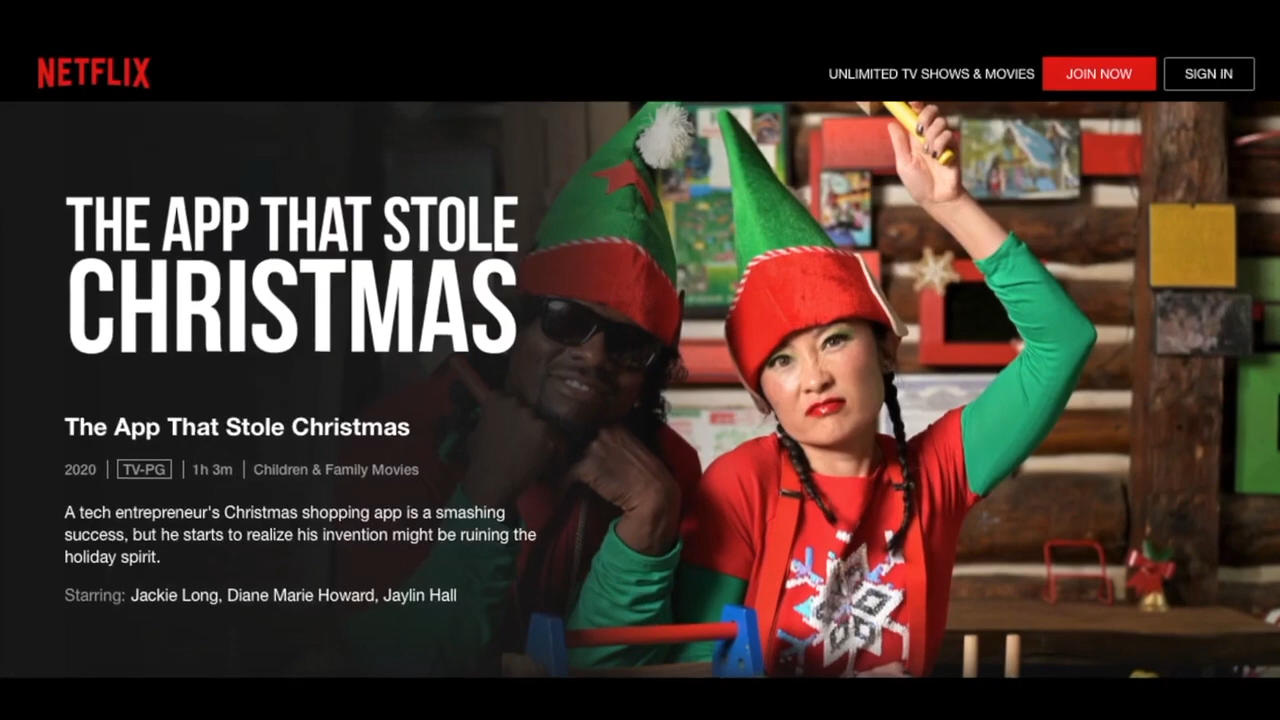 NETFLIX
UNLIMITED TV SHOWS & MOVIES
JOIN NOW
SIGN IN
THE APP THAT STOLE
CHRISTMAS
The App That Stole Christmas
2020 | TV-PG | 1h 3m | Children & Family Movies
A tech entrepreneur's Christmas shopping app is a smashing
success, but he starts to realize his invention might be ruining the
holiday spirit.
Starring: Jackie Long, Diane Marie Howard, Jaylin Hall